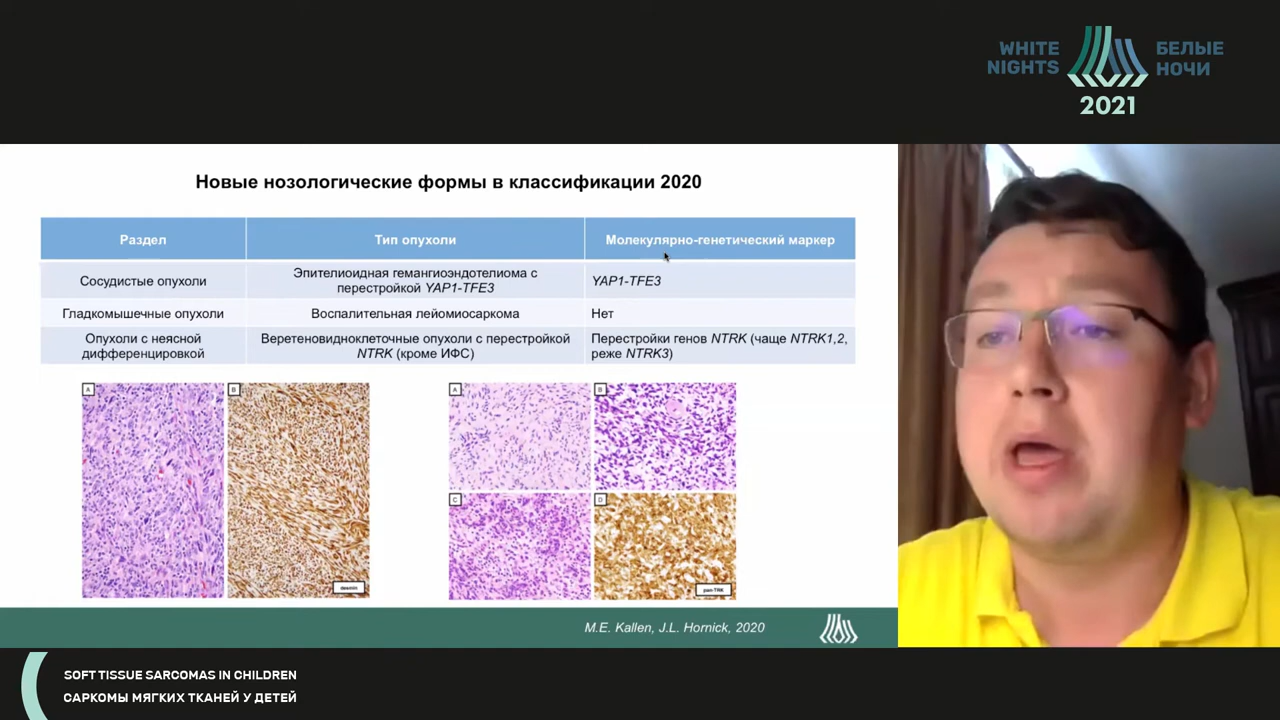 WHITE
NIGHTS
БЕЛЫЕ
НОЧИ
2021
Новые нозологические формы в классификации 2020
Раздел
Тип опухоли
Молекулярно-генетический маркер
Сосудистые опухоли
Эпителиоидная гемангиоэндотелиома с
перестройкой YAP1-TFE3
YAP1-TFE3
Гладкомышечные опухоли
Воспалительная лейомиосаркома
Нет
Опухоли с неясной
дифференцировкой
Веретеновидноклеточные опухоли с перестройкой
NTRK (кроме ИФС)
Перестройки генов NTRK (чаще NTRK1,2,
реже NTRK3)
A
B
desmin
A
B
C
D
pan-TRK
M.E. Kallen, J.L. Hornick, 2020
SOFT TISSUE SARCOMAS IN CHILDREN
САРКОМЫ МЯГКИХ ТКАНЕЙ У ДЕТЕЙ